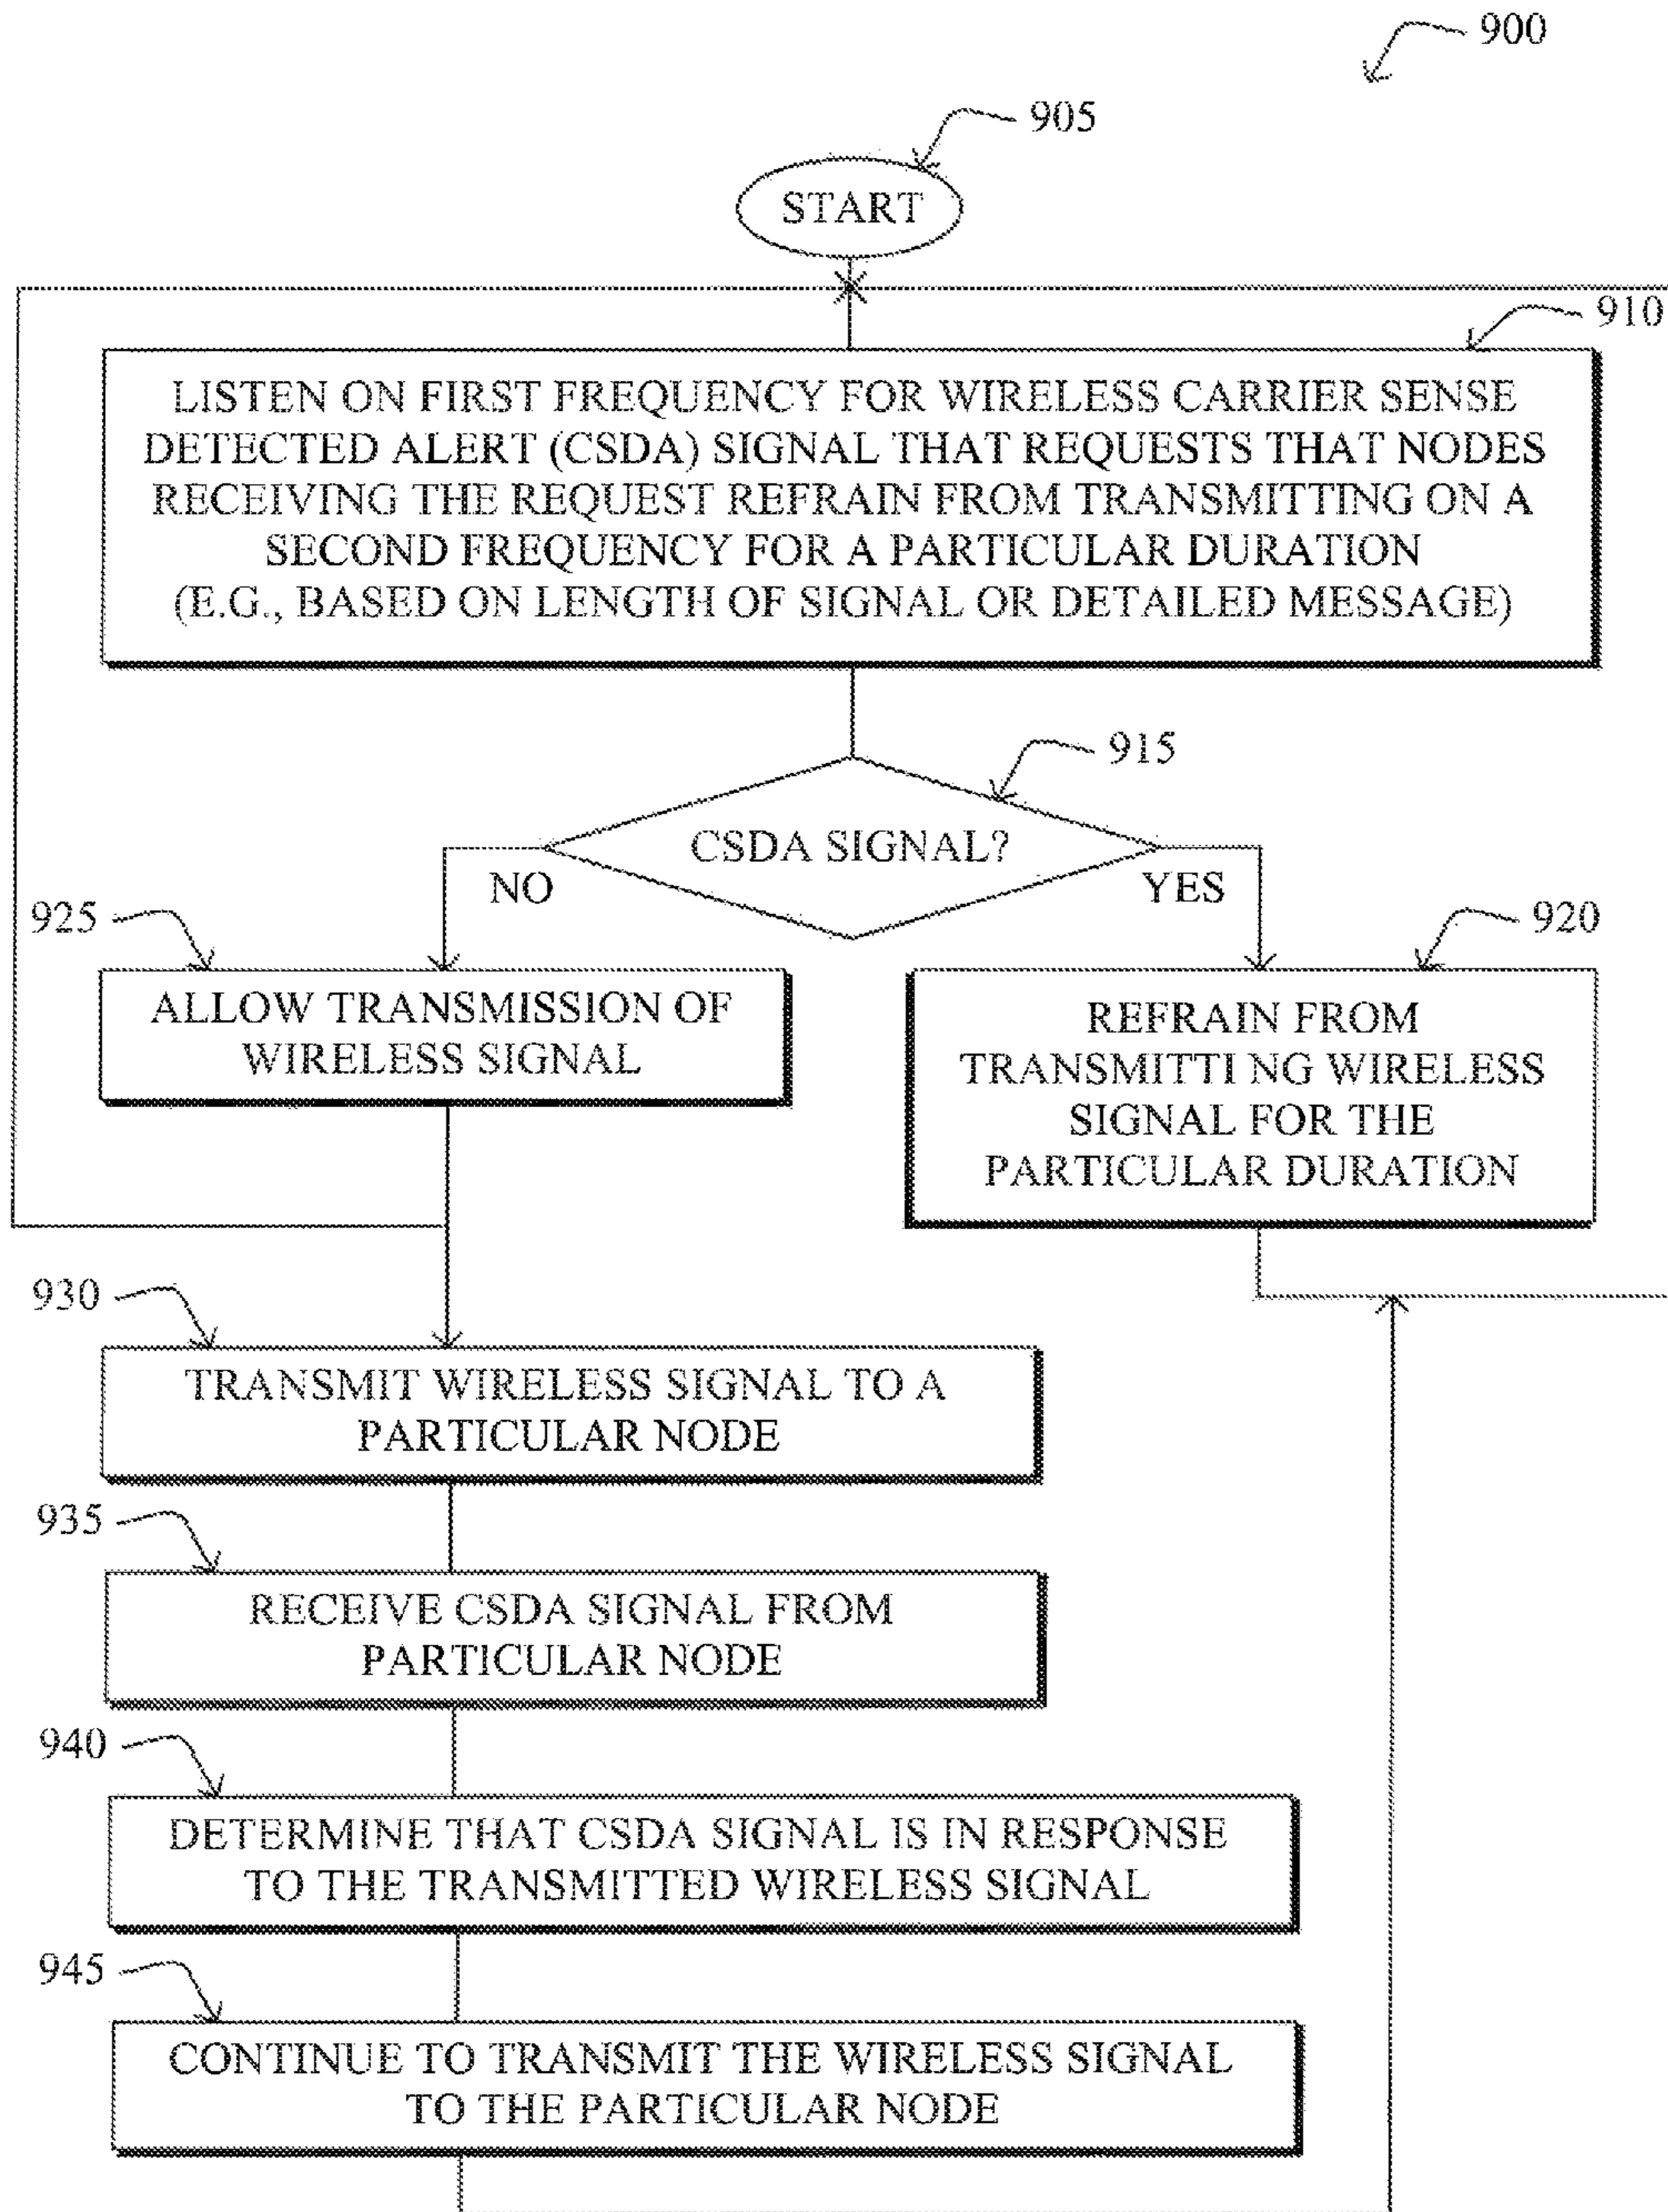 900
905
START
910
LISTEN ON FIRST FREQUENCY FOR WIRELESS CARRIER SENSE
DETECTED ALERT (CSDA) SIGNAL THAT REQUESTS THAT NODES
RECEIVING THE REQUEST REFRAIN FROM TRANSMITTING ON A
SECOND FREQUENCY FOR A PARTICULAR DURATION
(E.G., BASED ON LENGTH OF SIGNAL OR DETAILED MESSAGE)
915
CSDA SIGNAL?
NO
YES
925
ALLOW TRANSMISSION OF
WIRELESS SIGNAL
920
REFRAIN FROM
TRANSMITTI NG WIRELESS
SIGNAL FOR THE
PARTICULAR DURATION
930
TRANSMIT WIRELESS SIGNAL TO A
PARTICULAR NODE
935
RECEIVE CSDA SIGNAL FROM
PARTICULAR NODE
940
DETERMINE THAT CSDA SIGNAL IS IN RESPONSE
TO THE TRANSMITTED WIRELESS SIGNAL
945
CONTINUE TO TRANSMIT THE WIRELESS SIGNAL
TO THE PARTICULAR NODE